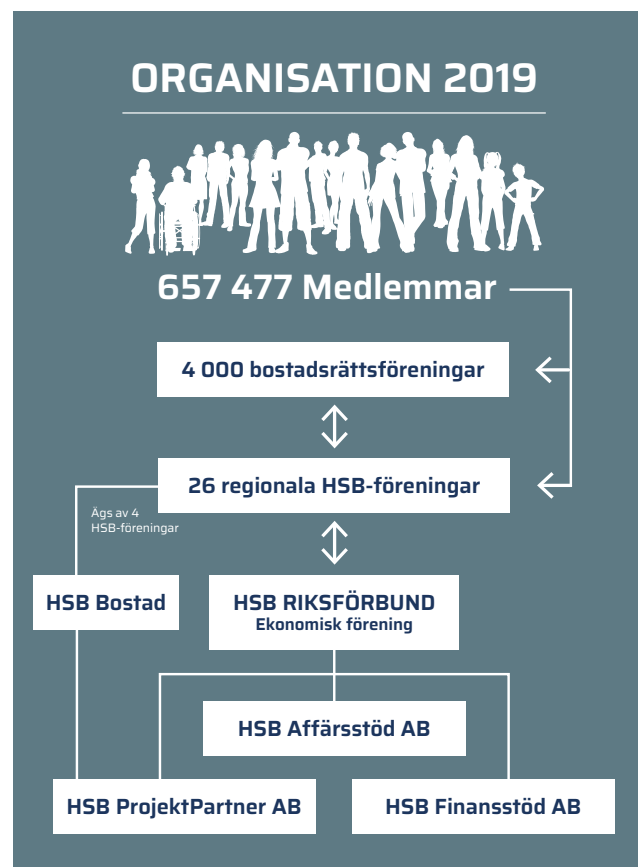 ORGANISATION 2019
657 477 Medlemmar
4 000 bostadsrättsföreningar
26 regionala HSB-föreningar
Ägs av 4
HSB-föreningar
HSB Bostad
HSB RIKSFÖRBUND
Ekonomisk förening
HSB Affärsstöd AB
HSB ProjektPartner AB
HSB Finansstöd AB